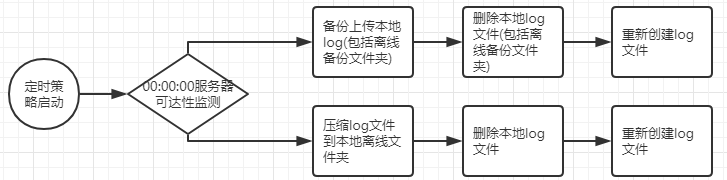 定时策
略启动
00:00:00服务器
可达性监测
备份上传本地
log(包括离线
备份文件夹)
删除本地log
文件(包括离
线备份文件
夹)
重新创建log
文件
压缩log文件
到本地离线文
件夹
删除本地log
文件
重新创建log
文件